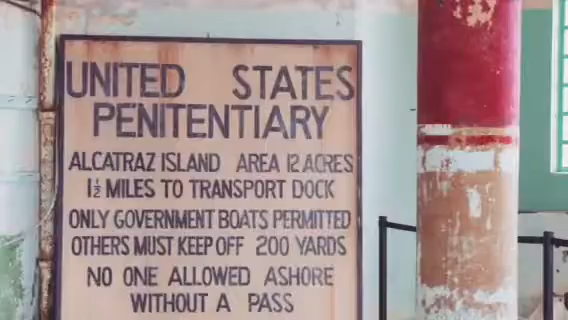 UNITED STATES
PENITENTIARY
ALCATRAZ ISLAND AREA 12 ACRES
1½ MILES TO TRANSPORT DOCK
ONLY GOVERNMENT BOATS PERMITTED
OTHERS MUST KEEP OFF 200 YARDS
NO ONE ALLOWED ASHORE
WITHOUT A PASS